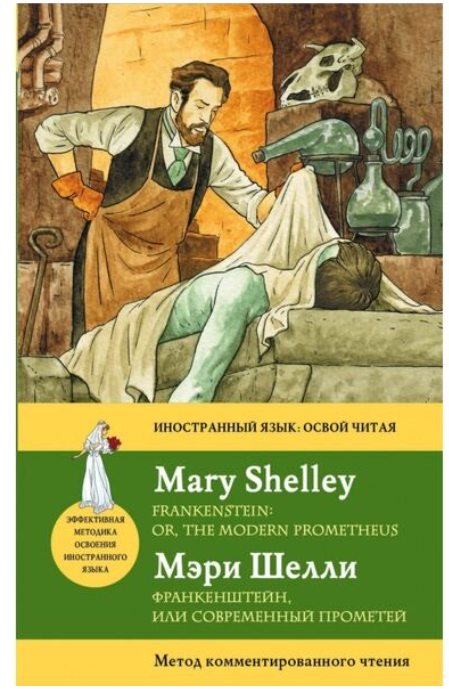 ИНОСТРАННЫЙ ЯЗЫК: ОСВОЙ ЧИТАЯ
Mary Shelley
FRANKENSTEIN:
OR, THE MODERN PROMETHEUS
Мэри Шелли
ФРАНКЕНШТЕЙН,
ИЛИ СОВРЕМЕННЫЙ ПРОМЕТЕЙ
ЭФФЕКТИВНАЯ
МЕТОДИКА
ОСВОЕНИЯ
ИНОСТРАННОГО
ЯЗЫКА
Метод комментированного чтения